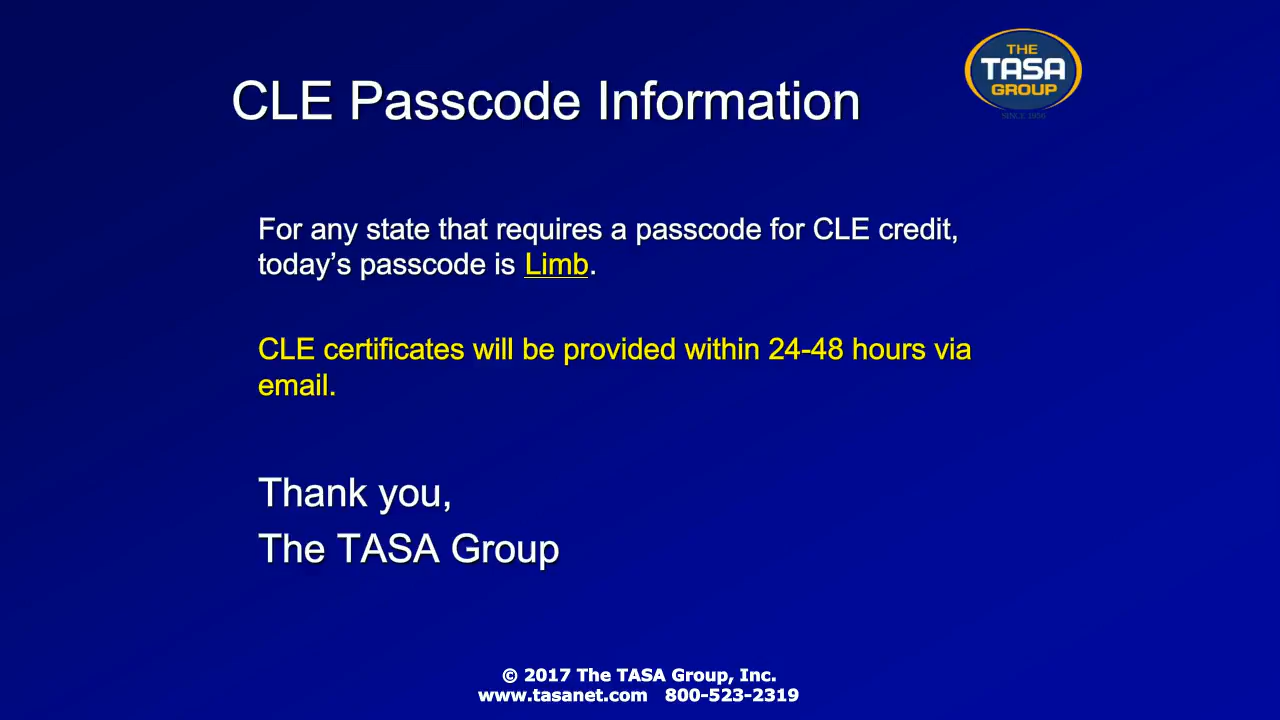 THE
TASA
GROUP
SINCE 1956
CLE Passcode Information
For any state that requires a passcode for CLE credit,
today’s passcode is Limb.
CLE certificates will be provided within 24-48 hours via
email.
Thank you,
The TASA Group
© 2017 The TASA Group, Inc.
www.tasanet.com 800-523-2319